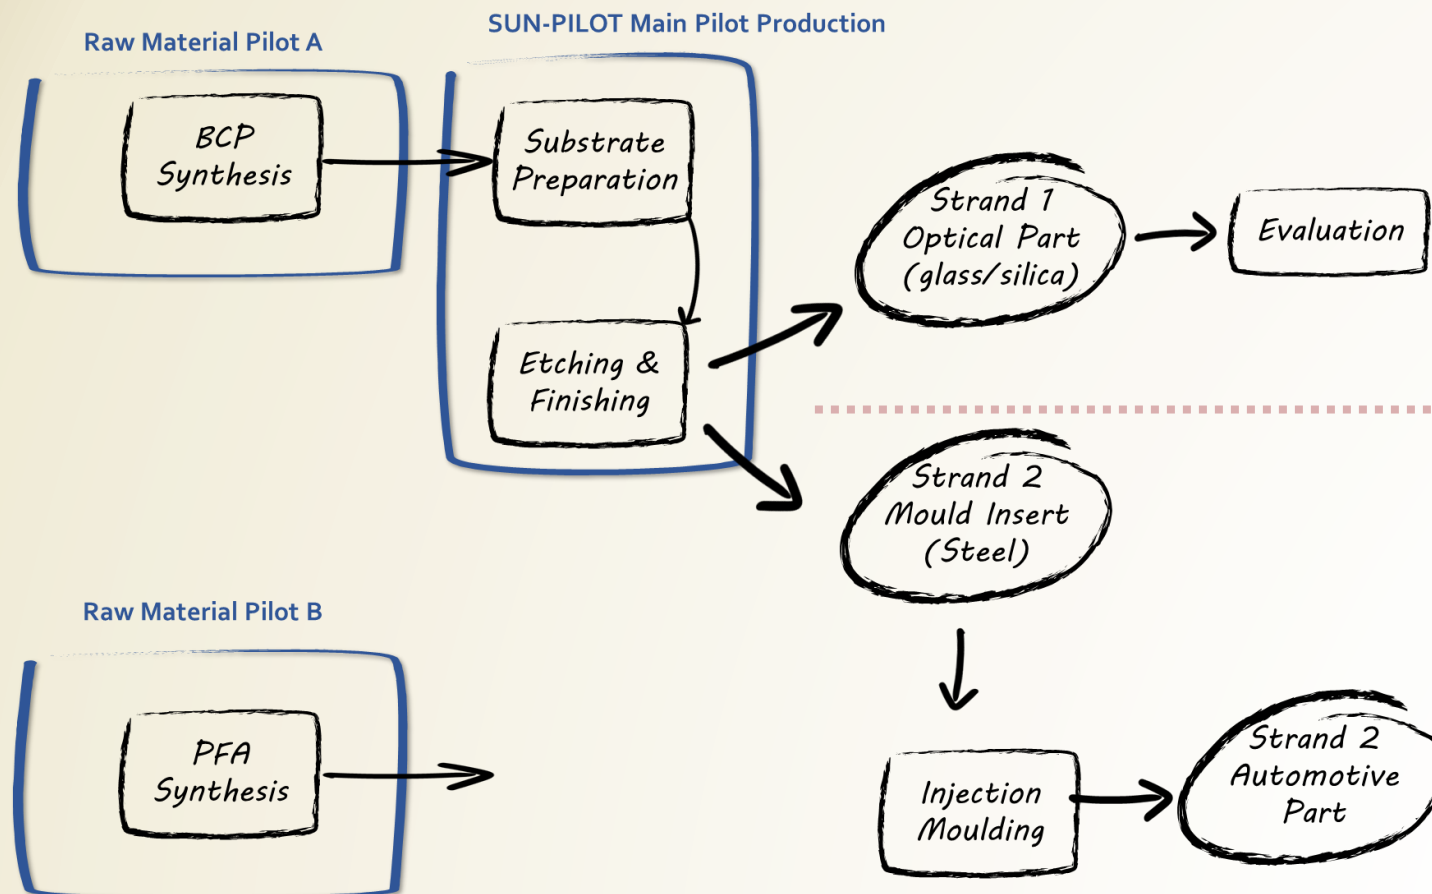 SUN-PILOT Main Pilot Production
Raw Material Pilot A
BCP
Synthesis
Substrate
Preparation
Etching &
Finishing
Strand 1
Optical Part
(glass/silica)
Evaluation
Strand 2
Mould Insert
(Steel)
Raw Material Pilot B
PFA
Synthesis
Injection
Moulding
Strand 2
Automotive
Part